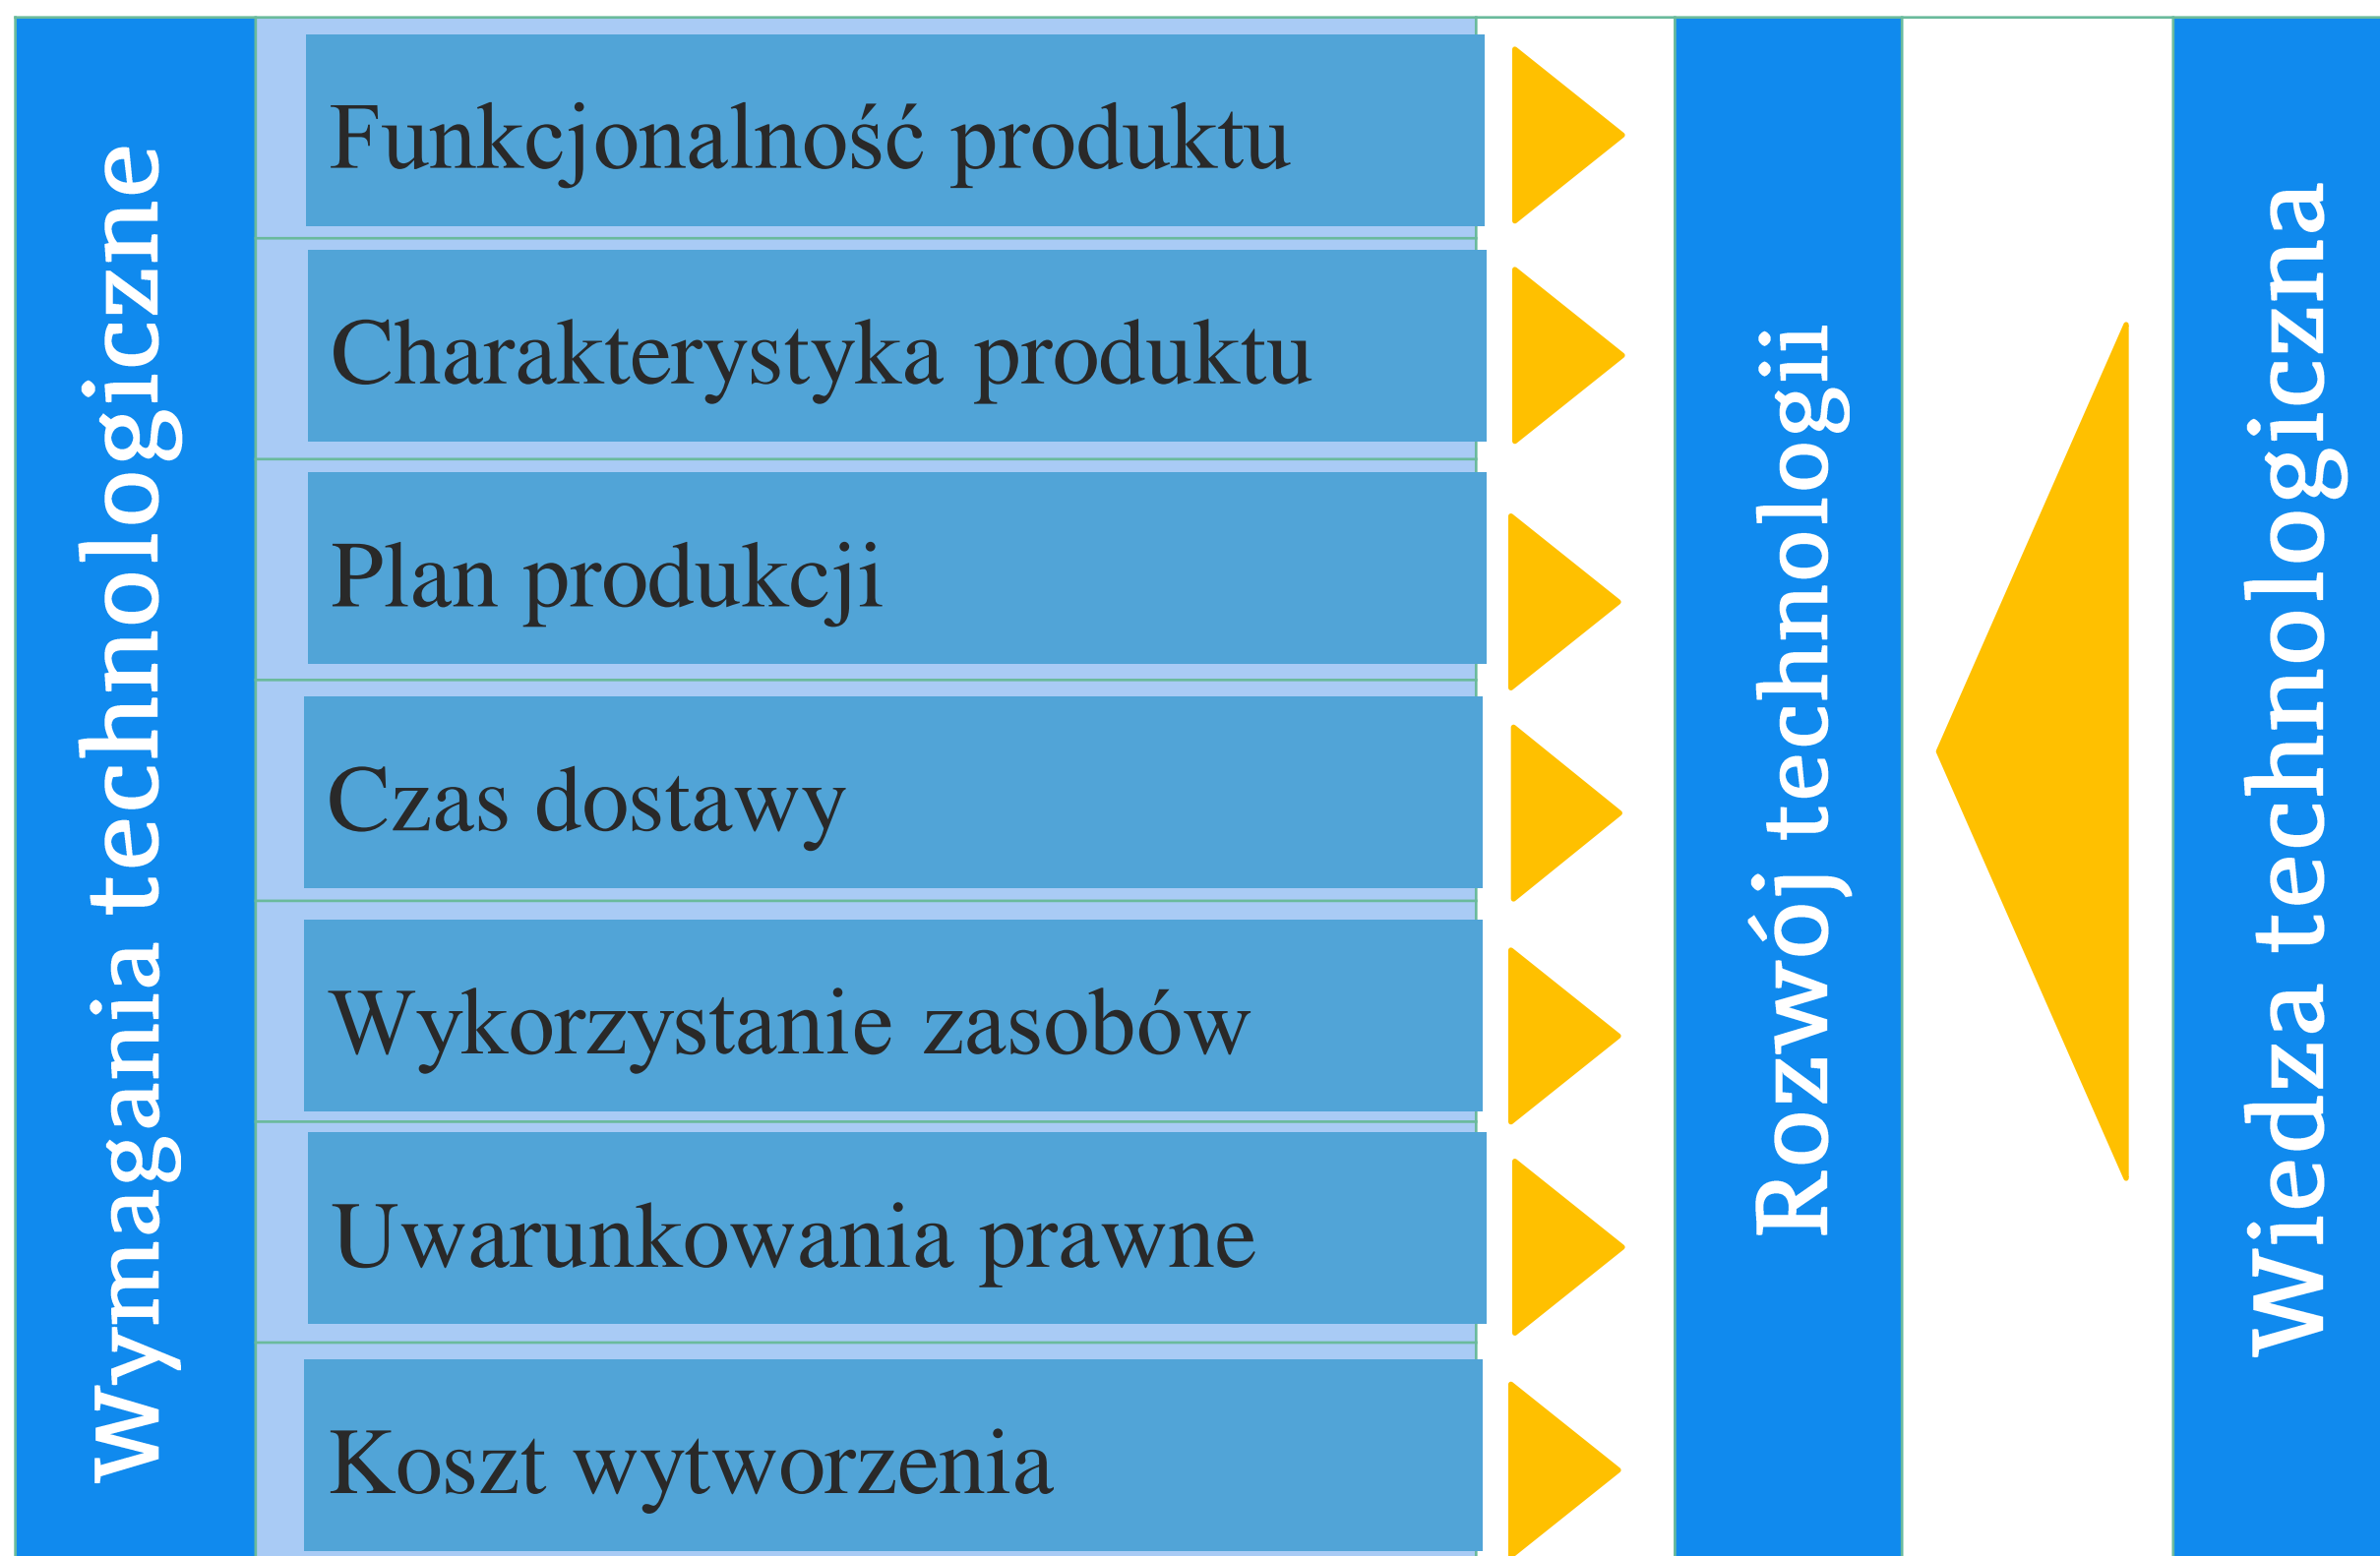 Wymagania technologiczne
Funkcjonalność produktu
Charakterystyka produktu
Plan produkcji
Czas dostawy
Wykorzystanie zasobów
Uwarunkowania prawne
Koszt wytworzenia
Rozwój technologii
Wiedza technologiczna